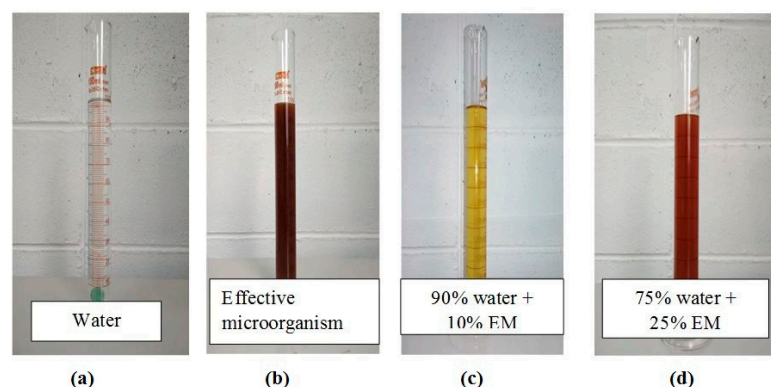 Water
Effective
microorganism
90% water +
10% EM
75% water +
25% EM
(a)
(b)
(c)
(d)